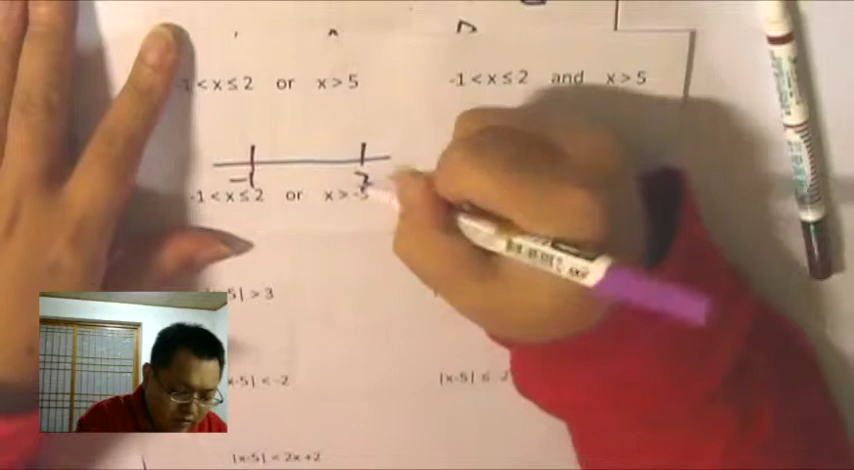 -1 < x ≤ 2 or x > 5
-1 < x ≤ 2 and x > 5
-1 2
-1 < x ≤ 2 or x > -5
5| > 3
|x-5| < -2
|x-5| ≤
|x-5| < 2x+2